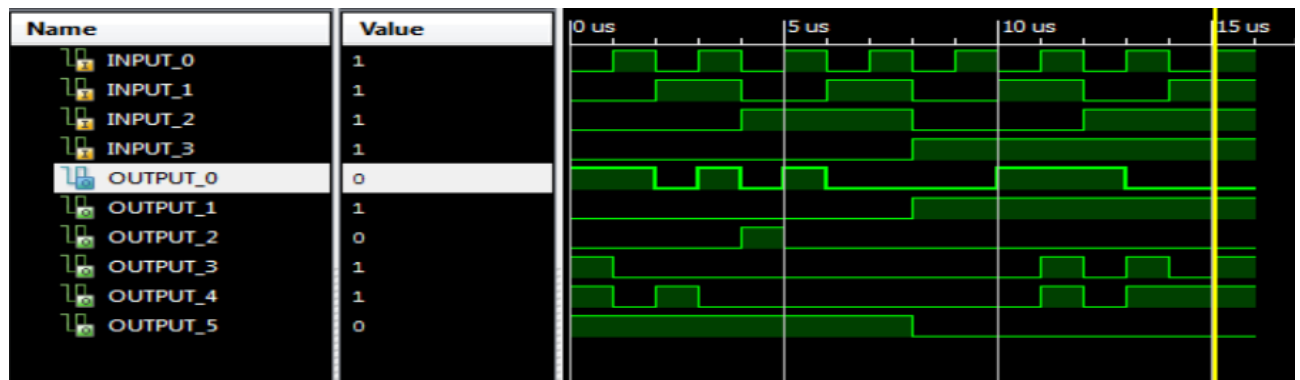 Name Value 0 us 5 us 10 us 15 us
INPUT_0 1
INPUT_1 1
INPUT_2 1
INPUT_3 1
OUTPUT_0 0
OUTPUT_1 1
OUTPUT_2 0
OUTPUT_3 1
OUTPUT_4 1
OUTPUT_5 0